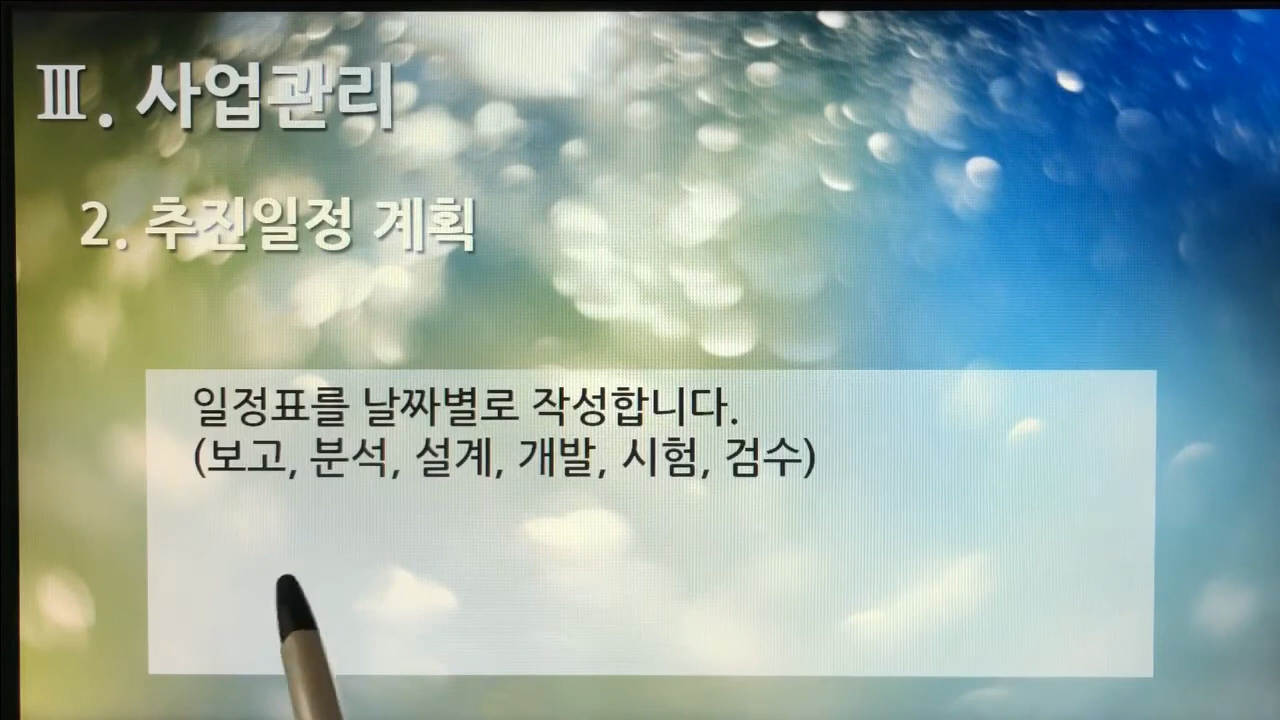 Ⅲ. 사업관리
2. 추진일정 계획
일정표를 날짜별로 작성합니다.
(보고, 분석, 설계, 개발, 시험, 검수)